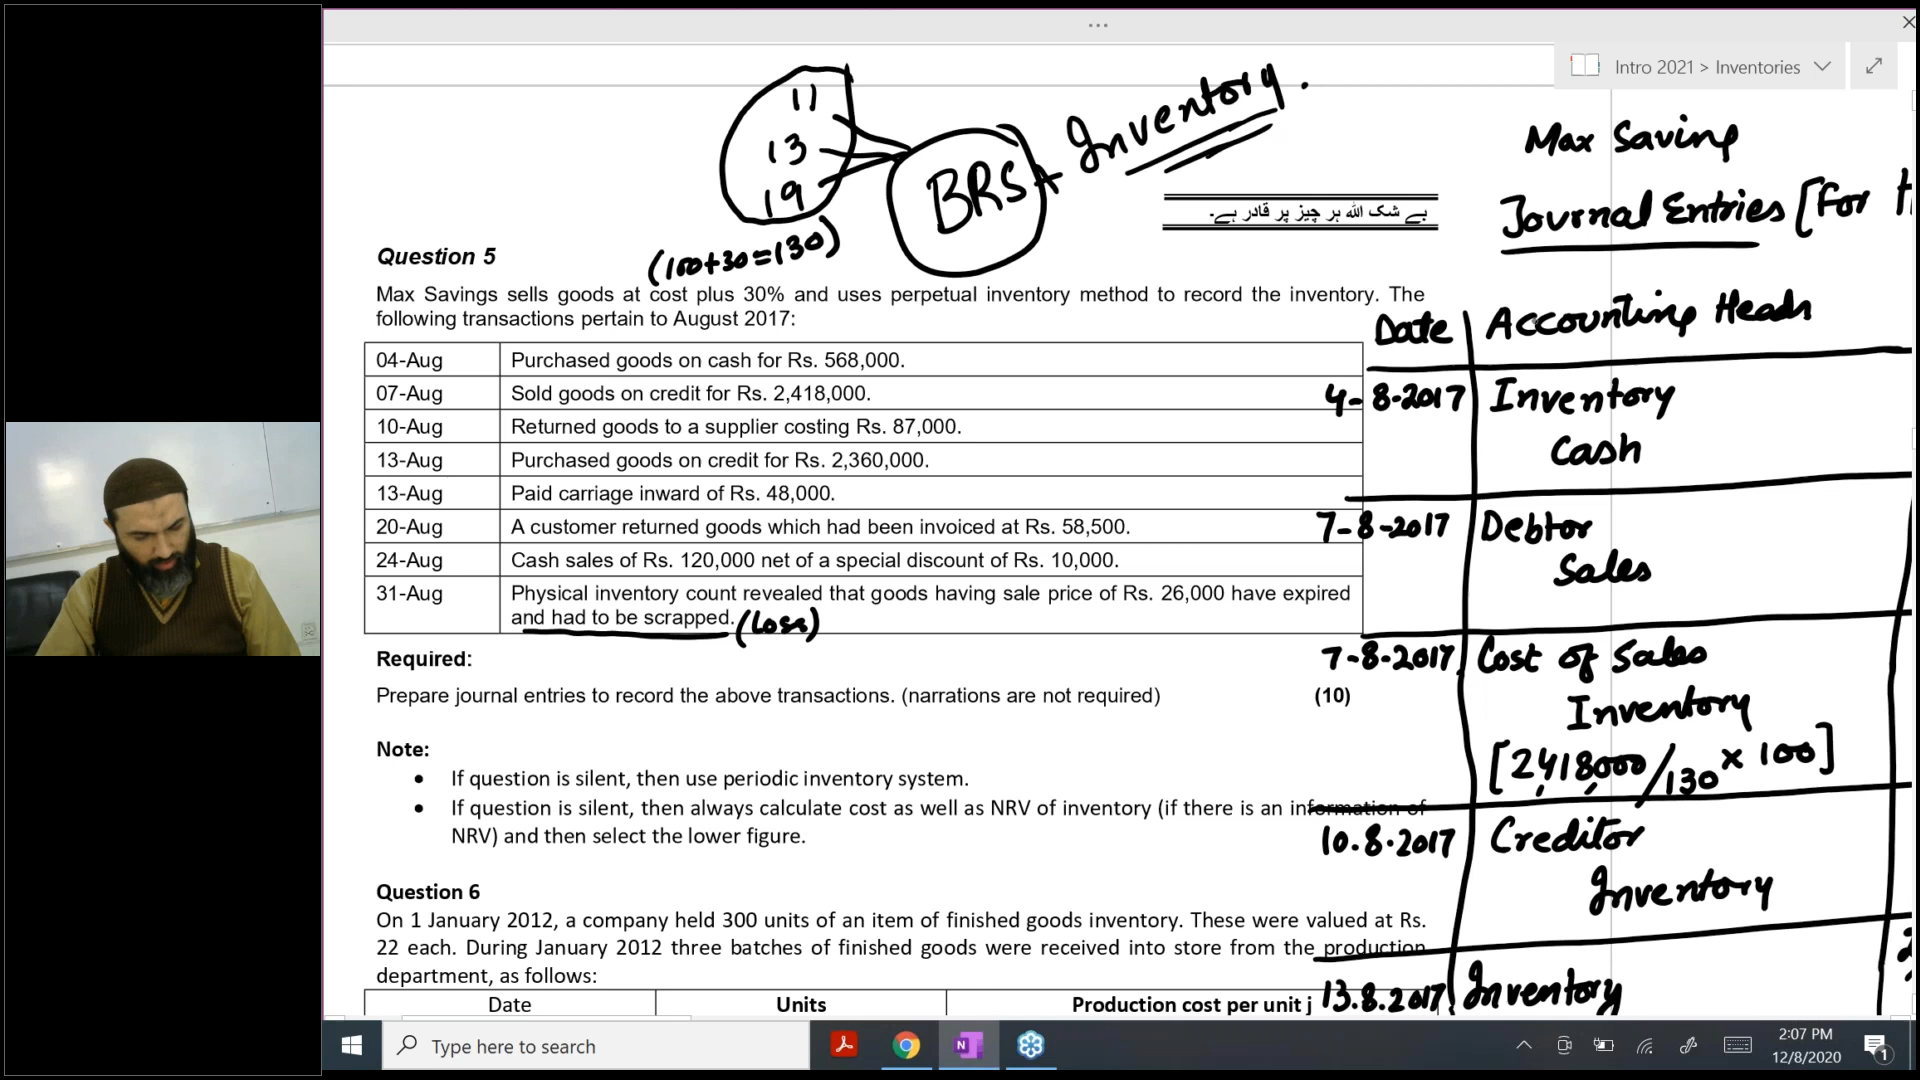 ...
Intro 2021 > Inventories
11
13
19
BRS + Inventory.
Max Saving
Journal Entries [For
بے شک اللہ ہر چیز پر قادر ہے۔
(100+30=130)
Question 5
Max Savings sells goods at cost plus 30% and uses perpetual inventory method to record the inventory. The
following transactions pertain to August 2017:
04-Aug Purchased goods on cash for Rs. 568,000.
07-Aug Sold goods on credit for Rs. 2,418,000.
10-Aug Returned goods to a supplier costing Rs. 87,000.
13-Aug Purchased goods on credit for Rs. 2,360,000.
13-Aug Paid carriage inward of Rs. 48,000.
20-Aug A customer returned goods which had been invoiced at Rs. 58,500.
24-Aug Cash sales of Rs. 120,000 net of a special discount of Rs. 10,000.
31-Aug Physical inventory count revealed that goods having sale price of Rs. 26,000 have expired
and had to be scrapped. (loss)
Required:
Prepare journal entries to record the above transactions. (narrations are not required) (10)
Note:
• If question is silent, then use periodic inventory system.
• If question is silent, then always calculate cost as well as NRV of inventory (if there is an information of
NRV) and then select the lower figure.
Question 6
On 1 January 2012, a company held 300 units of an item of finished goods inventory. These were valued at Rs.
22 each. During January 2012 three batches of finished goods were received into store from the production
department, as follows:
Date Units Production cost per unit
Date Accounting Heads
4-8-2017 Inventory
Cash
7-8-2017 Debtor
Sales
7-8-2017 Cost of Sales
Inventory
[2,418,000/130 x 100]
10.8.2017 Creditor
Inventory
13.8.2017 Inventory
Type here to search
2:07 PM
12/8/2020
1